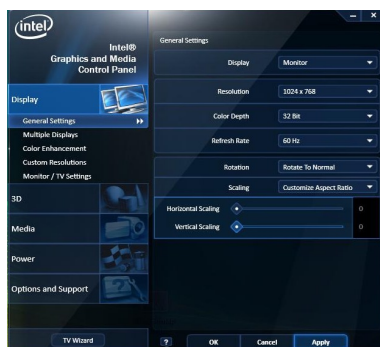 intel
Intel®
Graphics and Media
Control Panel
Display
General Settings
Multiple Displays
Color Enhancement
Custom Resolutions
Monitor / TV Settings
3D
Media
Power
Options and Support
TV Wizard
General Settings
Display Monitor
Resolution 1024 x 768
Color Depth 32 Bit
Refresh Rate 60 Hz
Rotation Rotate To Normal
Scaling Customize Aspect Ratio
Horizontal Scaling 0
Vertical Scaling 0
? OK Cancel Apply